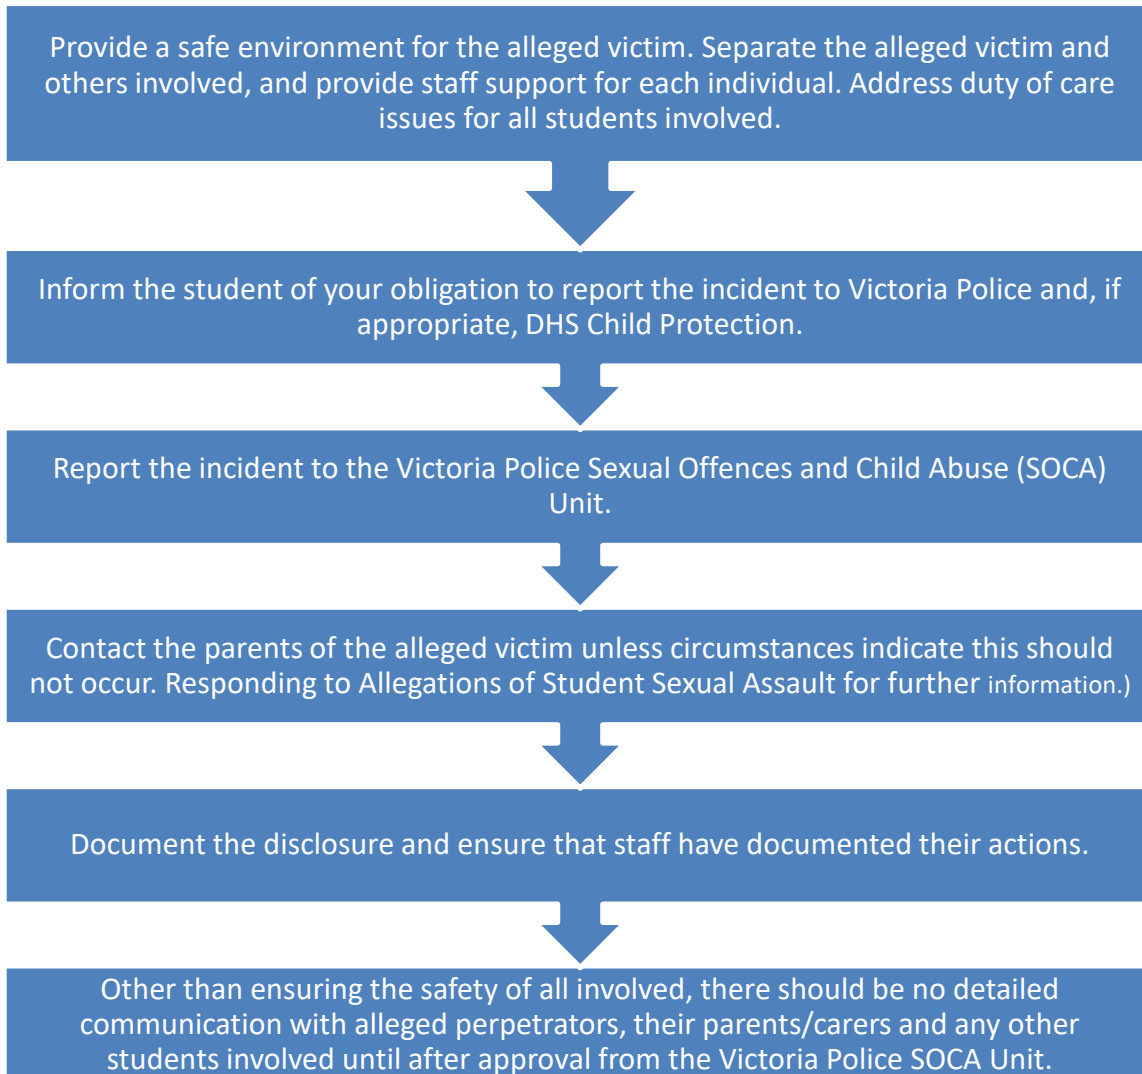 Provide a safe environment for the alleged victim. Separate the alleged victim and
others involved, and provide staff support for each individual. Address duty of care
issues for all students involved.
Inform the student of your obligation to report the incident to Victoria Police and, if
appropriate, DHS Child Protection.
Report the incident to the Victoria Police Sexual Offences and Child Abuse (SOCA)
Unit.
Contact the parents of the alleged victim unless circumstances indicate this should
not occur. Responding to Allegations of Student Sexual Assault for further information.)
Document the disclosure and ensure that staff have documented their actions.
Other than ensuring the safety of all involved, there should be no detailed
communication with alleged perpetrators, their parents/carers and any other
students involved until after approval from the Victoria Police SOCA Unit.